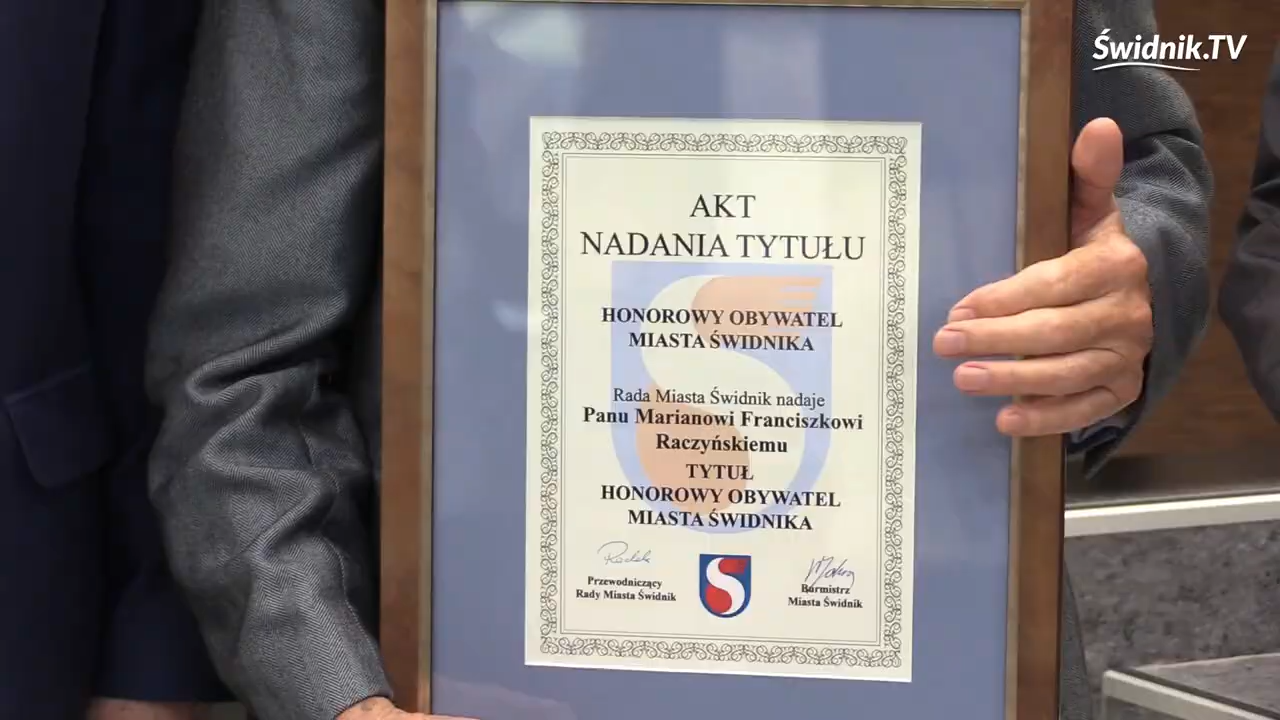 Świdnik.TV
AKT
NADANIA TYTUŁU
HONOROWY OBYWATEL
MIASTA ŚWIDNIKA
Rada Miasta Świdnik nadaje
Panu Marianowi Franciszkowi
Raczyńskiemu
TYTUŁ
HONOROWY OBYWATEL
MIASTA ŚWIDNIKA
Przewodniczący
Rady Miasta Świdnik
Burmistrz
Miasta Świdnik